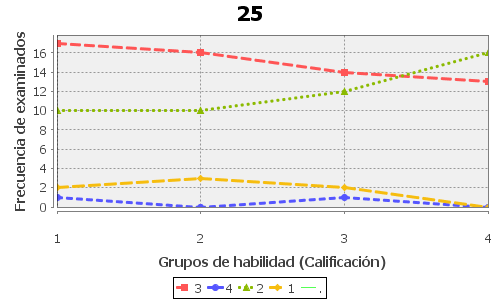 25
Frecuencia de examinados
16
14
12
10
8
6
4
2
0
1 2 3 4
Grupos de habilidad (Calificación)
3 4 2 1 .